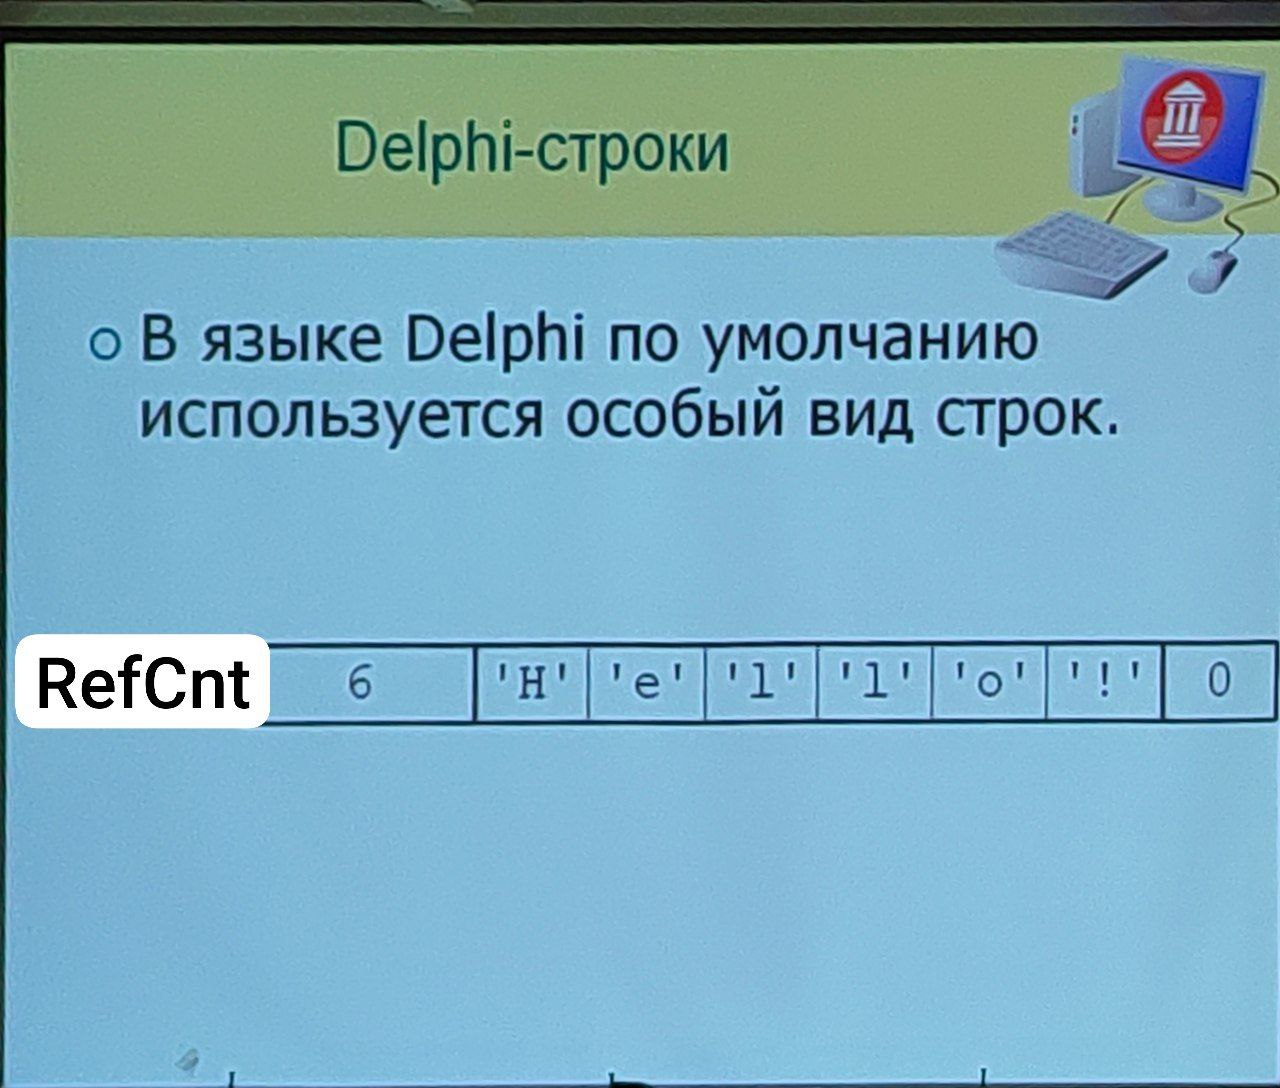 Delphi-строки
В языке Delphi по умолчанию
используется особый вид строк.
RefCnt 6 'H' 'e' 'l' 'l' 'o' '!' 0